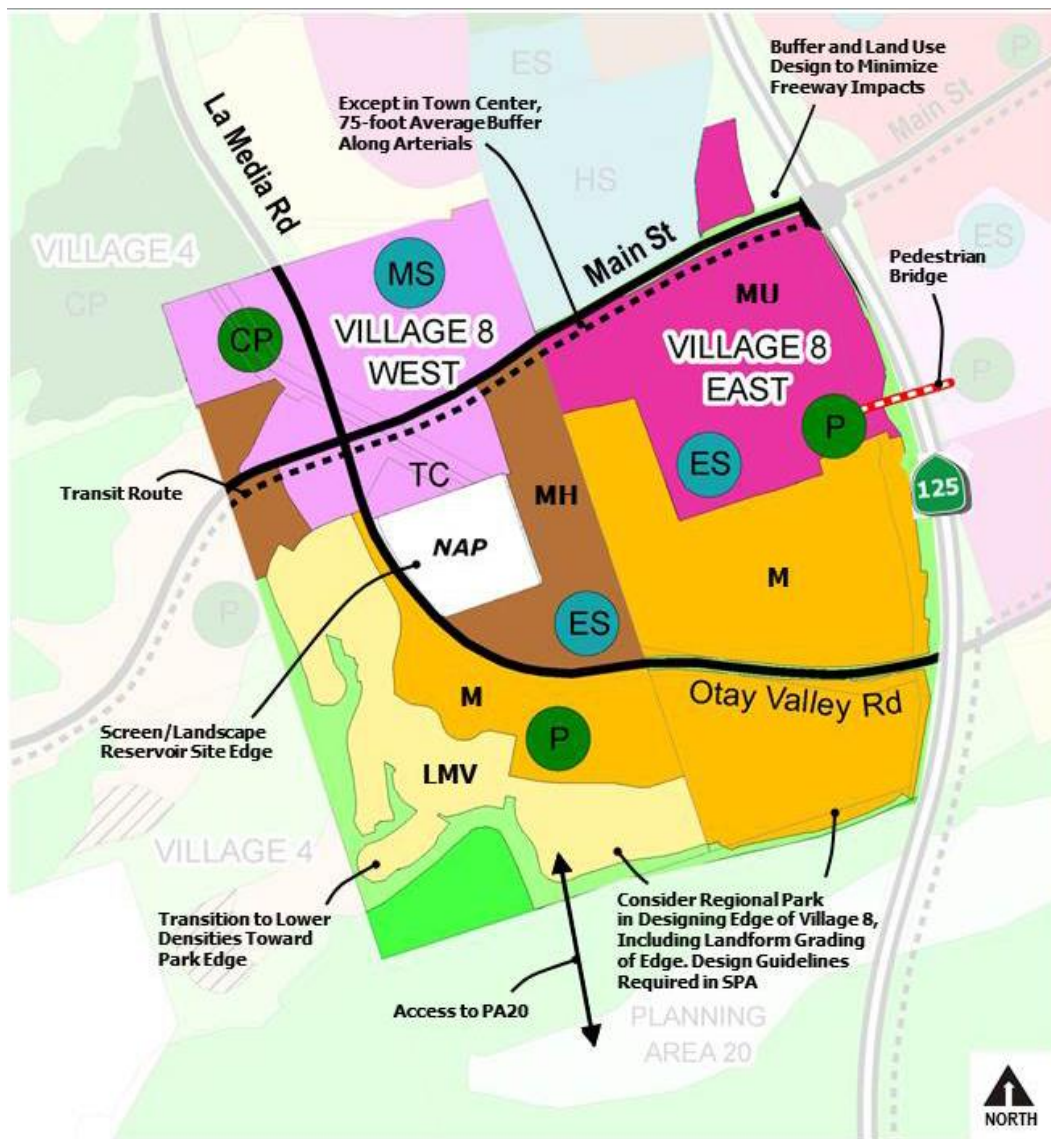 ES
P
Buffer and Land Use
Design to Minimize
Freeway Impacts
Main St
La Media Rd
Except in Town Center,
75-foot Average Buffer
Along Arterials
HS
VILLAGE 4
CP
MS
Main St
ES
Pedestrian
Bridge
MU
CP
VILLAGE 8
WEST
VILLAGE 8
EAST
P
P
Transit Route
TC
ES
MH
125
NAP
M
P
ES
Screen/Landscape
Reservoir Site Edge
M
Otay Valley Rd
P
LMV
VILLAGE 4
Transition to Lower
Densities Toward
Park Edge
Consider Regional Park
in Designing Edge of Village 8,
Including Landform Grading
of Edge. Design Guidelines
Required in SPA
Access to PA20
PLANNING
AREA 20
NORTH